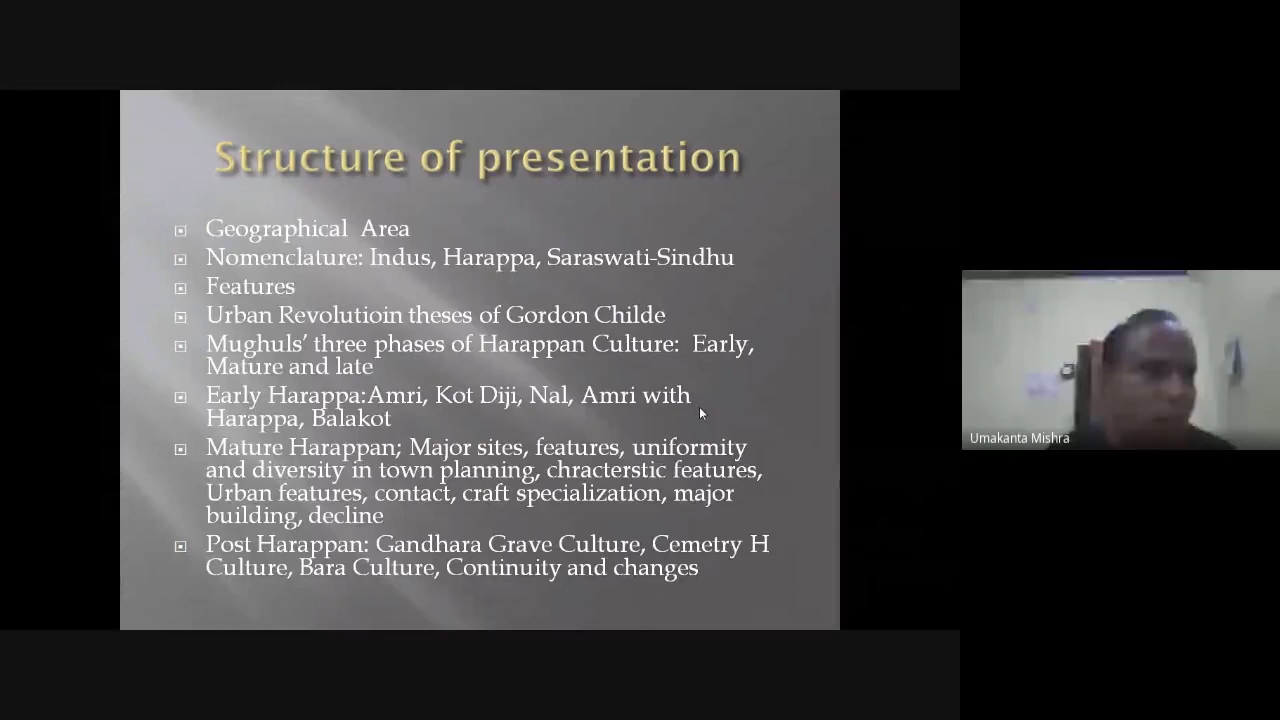 Structure of presentation
Geographical Area
Nomenclature: Indus, Harappa, Saraswati-Sindhu
Features
Urban Revolutioin theses of Gordon Childe
Mughuls’ three phases of Harappan Culture: Early,
Mature and late
Early Harappa:Amri, Kot Diji, Nal, Amri with
Harappa, Balakot
Mature Harappan; Major sites, features, uniformity
and diversity in town planning, chracterstic features,
Urban features, contact, craft specialization, major
building, decline
Post Harappan: Gandhara Grave Culture, Cemetry H
Culture, Bara Culture, Continuity and changes
Umakanta Mishra